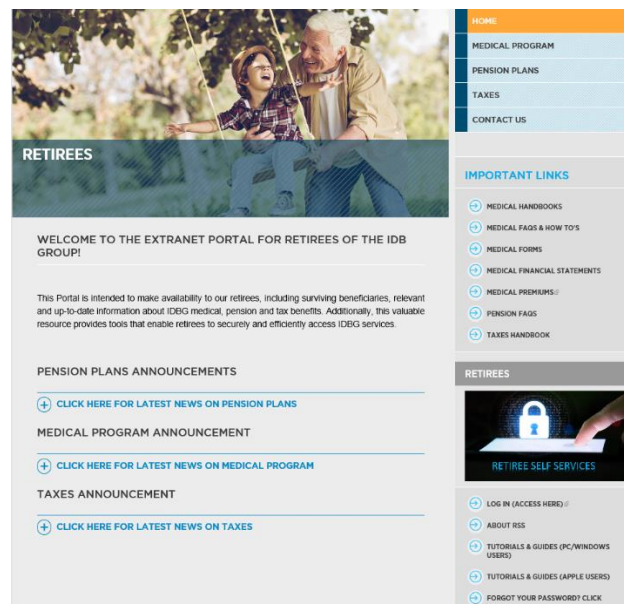 RETIREES
WELCOME TO THE EXTRANET PORTAL FOR RETIREES OF THE IDB
GROUP!
This Portal is intended to make availability to our retirees, including surviving beneficiaries, relevant
and up-to-date information about IDBG medical, pension and tax benefits. Additionally, this valuable
resource provides tools that enable retirees to securely and efficiently access IDBG services.
PENSION PLANS ANNOUNCEMENTS
CLICK HERE FOR LATEST NEWS ON PENSION PLANS
MEDICAL PROGRAM ANNOUNCEMENT
CLICK HERE FOR LATEST NEWS ON MEDICAL PROGRAM
TAXES ANNOUNCEMENT
CLICK HERE FOR LATEST NEWS ON TAXES
HOME
MEDICAL PROGRAM
PENSION PLANS
TAXES
CONTACT US
IMPORTANT LINKS
MEDICAL HANDBOOKS
MEDICAL FAQS & HOW TO'S
MEDICAL FORMS
MEDICAL FINANCIAL STATEMENTS
MEDICAL PREMIUMS
PENSION FAQS
TAXES HANDBOOK
RETIREES
RETIREE SELF SERVICES
LOG IN (ACCESS HERE)
ABOUT RSS
TUTORIALS & GUIDES (PC/WINDOWS
USERS)
TUTORIALS & GUIDES (APPLE USERS)
FORGOT YOUR PASSWORD? CLICK